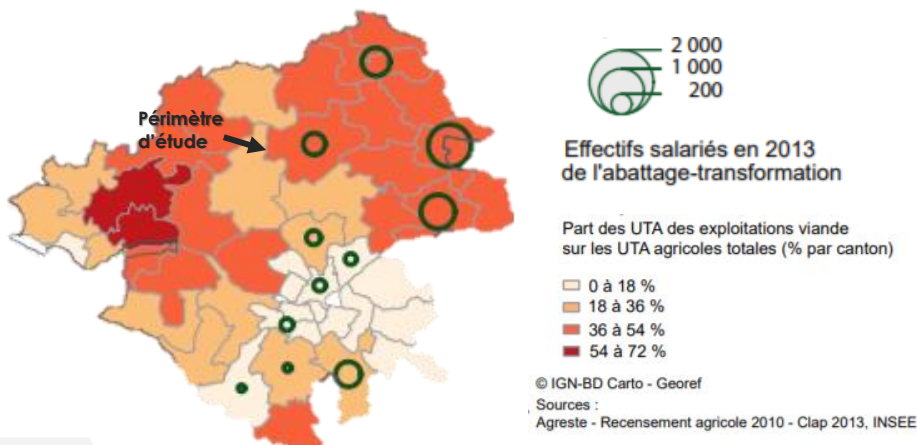 Périmètre
d'étude
2 000
1 000
200
Effectifs salariés en 2013
de l'abattage-transformation
Part des UTA des exploitations viande
sur les UTA agricoles totales (% par canton)
0 à 18 %
18 à 36 %
36 à 54 %
54 à 72 %
© IGN-BD Carto - Georef
Sources :
Agreste - Recensement agricole 2010 - Clap 2013, INSEE